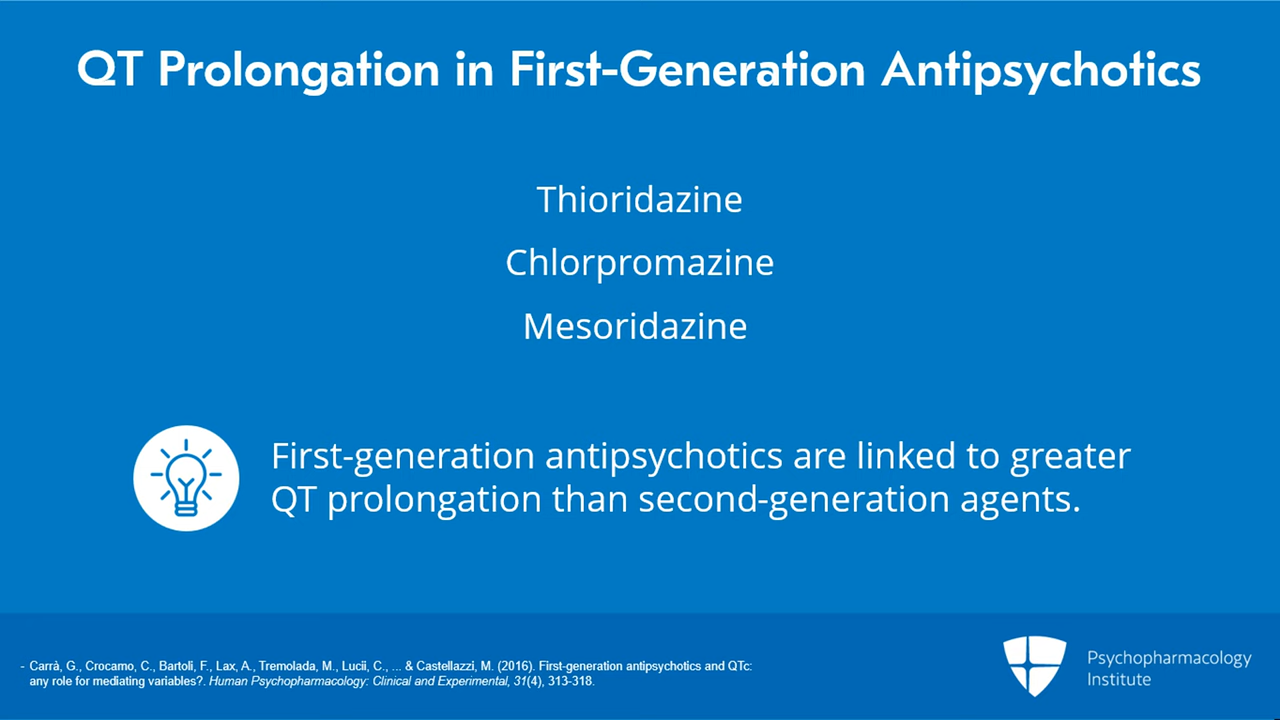 QT Prolongation in First-Generation Antipsychotics
Thioridazine
Chlorpromazine
Mesoridazine
First-generation antipsychotics are linked to greater
QT prolongation than second-generation agents.
- Carrà, G., Crocamo, C., Bartoli, F., Lax, A., Tremolada, M., Lucii, C., ... & Castellazzi, M. (2016). First-generation antipsychotics and QTc:
any role for mediating variables?. Human Psychopharmacology: Clinical and Experimental, 31(4), 313-318.
Psychopharmacology
Institute